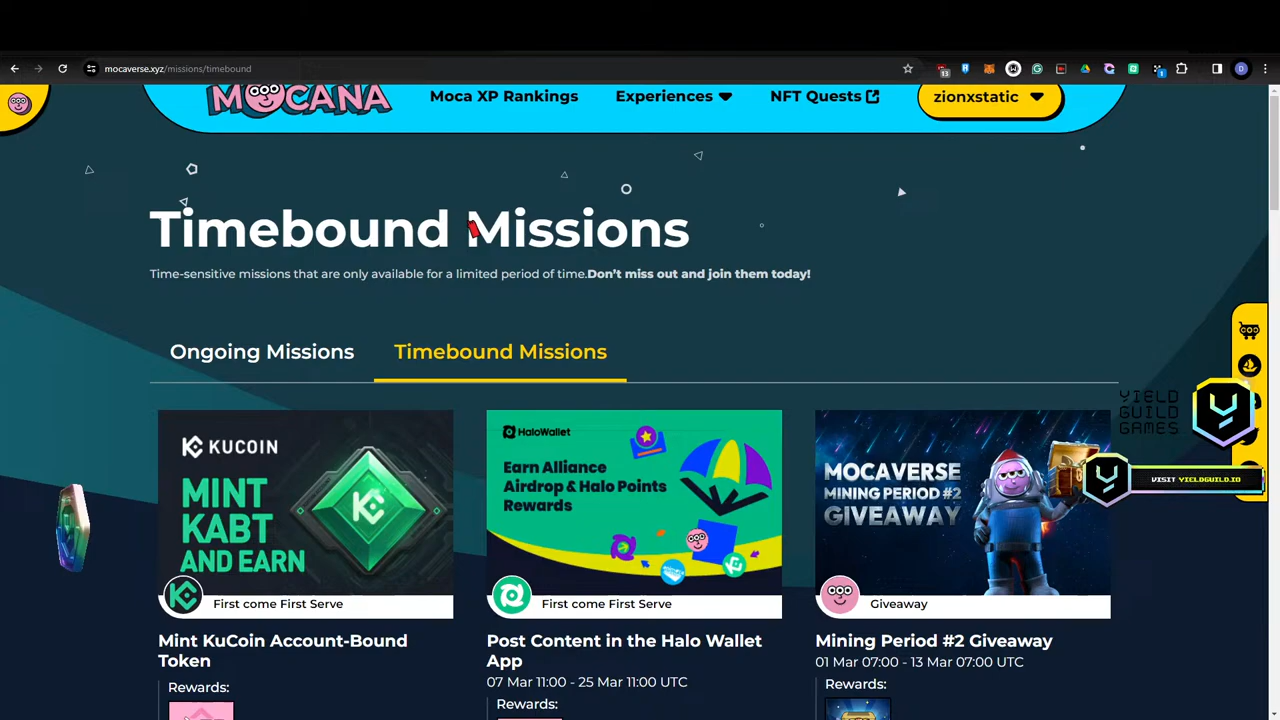 mocaverse.xyz/missions/timebound
13
1
D
MOCANA
Moca XP Rankings
Experiences
NFT Quests
zionxstatic
Timebound Missions
Time-sensitive missions that are only available for a limited period of time.Don't miss out and join them today!
Ongoing Missions
Timebound Missions
KUCOIN
MINT
KABT
AND EARN
First come First Serve
Mint KuCoin Account-Bound
Token
Rewards:
HaloWallet
Earn Alliance
Airdrop & Halo Points
Rewards
First come First Serve
Post Content in the Halo Wallet
App
07 Mar 11:00 - 25 Mar 11:00 UTC
Rewards:
MOCAVERSE
MINING PERIOD #2
GIVEAWAY
Giveaway
Mining Period #2 Giveaway
01 Mar 07:00 - 13 Mar 07:00 UTC
Rewards:
YIELD
GUILD
GAMES
VISIT YIELDGUILD.IO